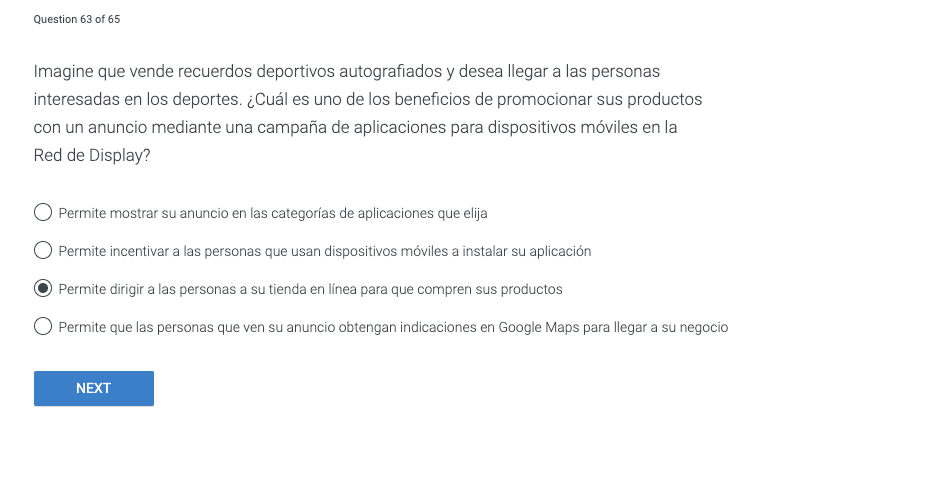 Question 63 of 65
Imagine que vende recuerdos deportivos autografiados y desea llegar a las personas
interesadas en los deportes. ¿Cuál es uno de los beneficios de promocionar sus productos
con un anuncio mediante una campaña de aplicaciones para dispositivos móviles en la
Red de Display?
Permite mostrar su anuncio en las categorías de aplicaciones que elija
Permite incentivar a las personas que usan dispositivos móviles a instalar su aplicación
Permite dirigir a las personas a su tienda en línea para que compren sus productos
Permite que las personas que ven su anuncio obtengan indicaciones en Google Maps para llegar a su negocio
NEXT